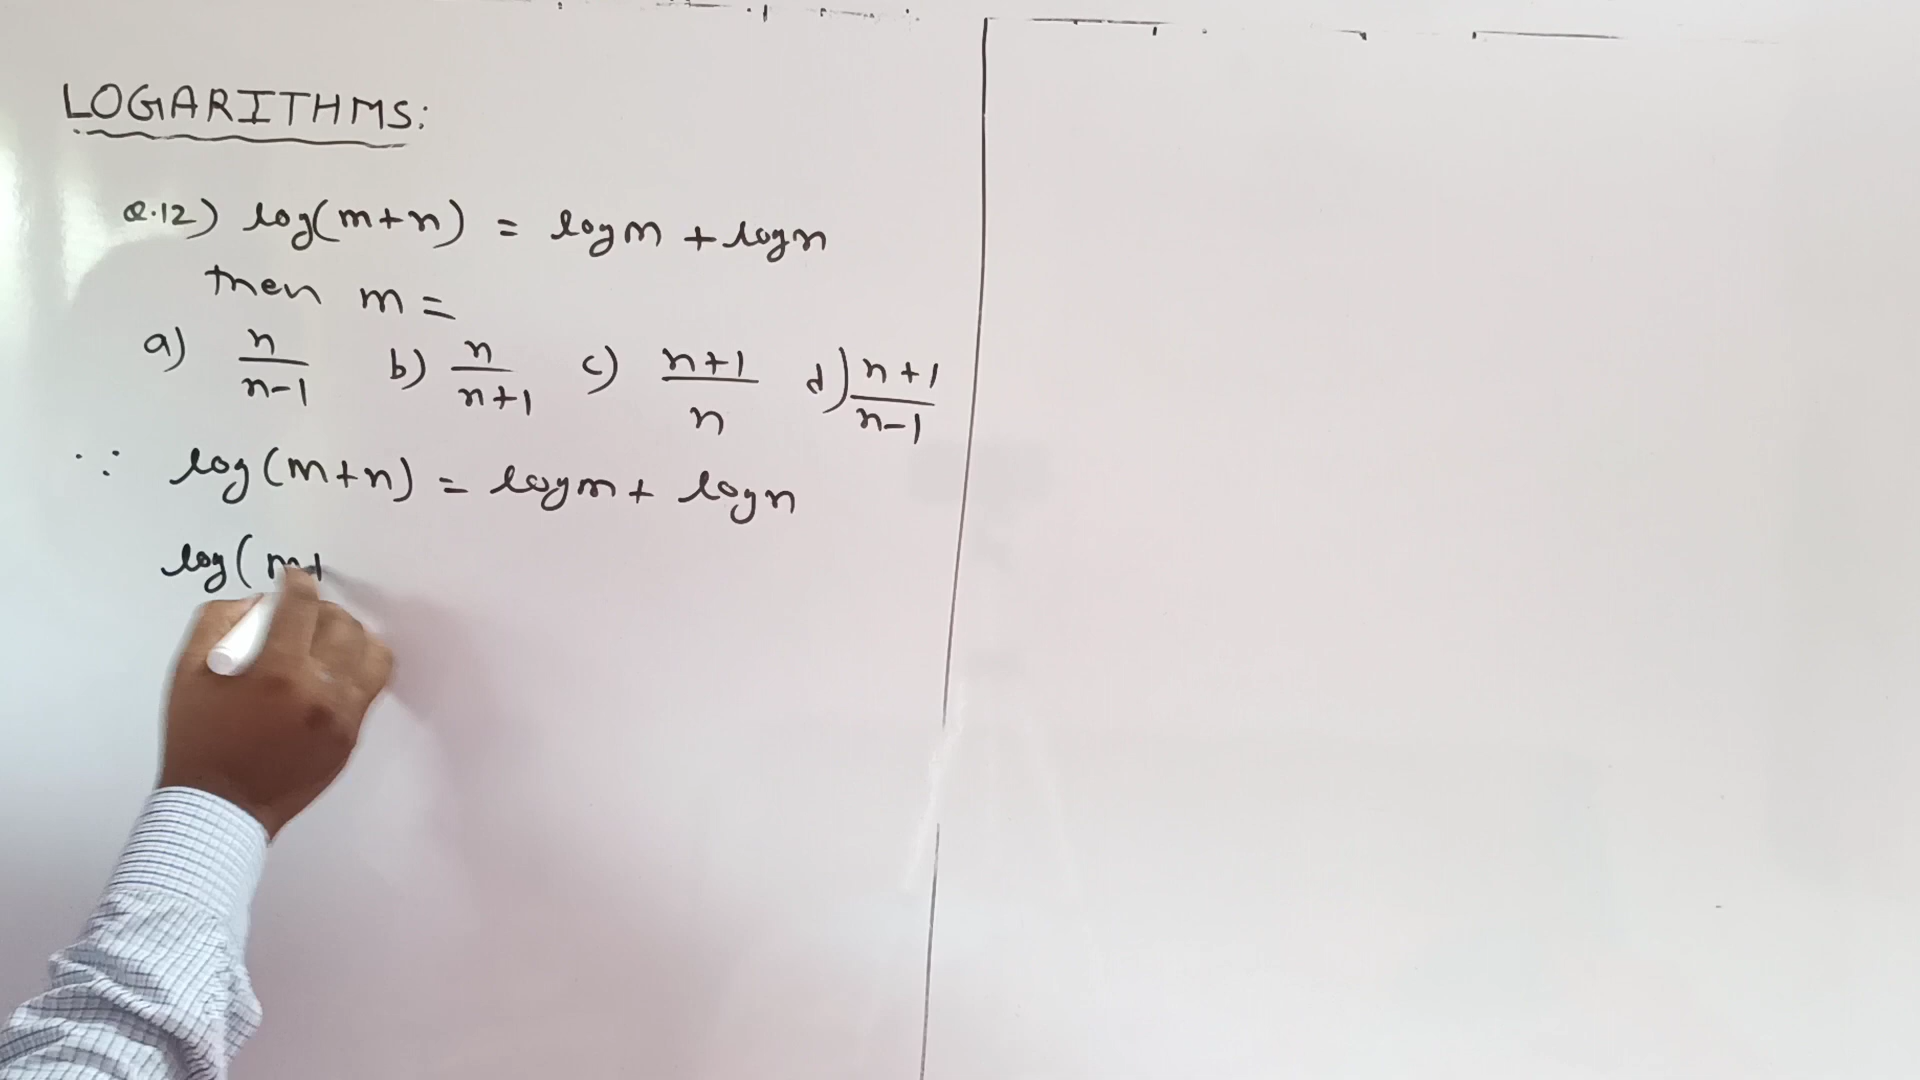 LOGARITHMS:
Q.12) log(m+n) = log m + log n
then m =
a) n/n-1 b) n/n+1 c) n+1/n d) n+1/n-1
∵ log(m+n) = log m + log n
log(m+